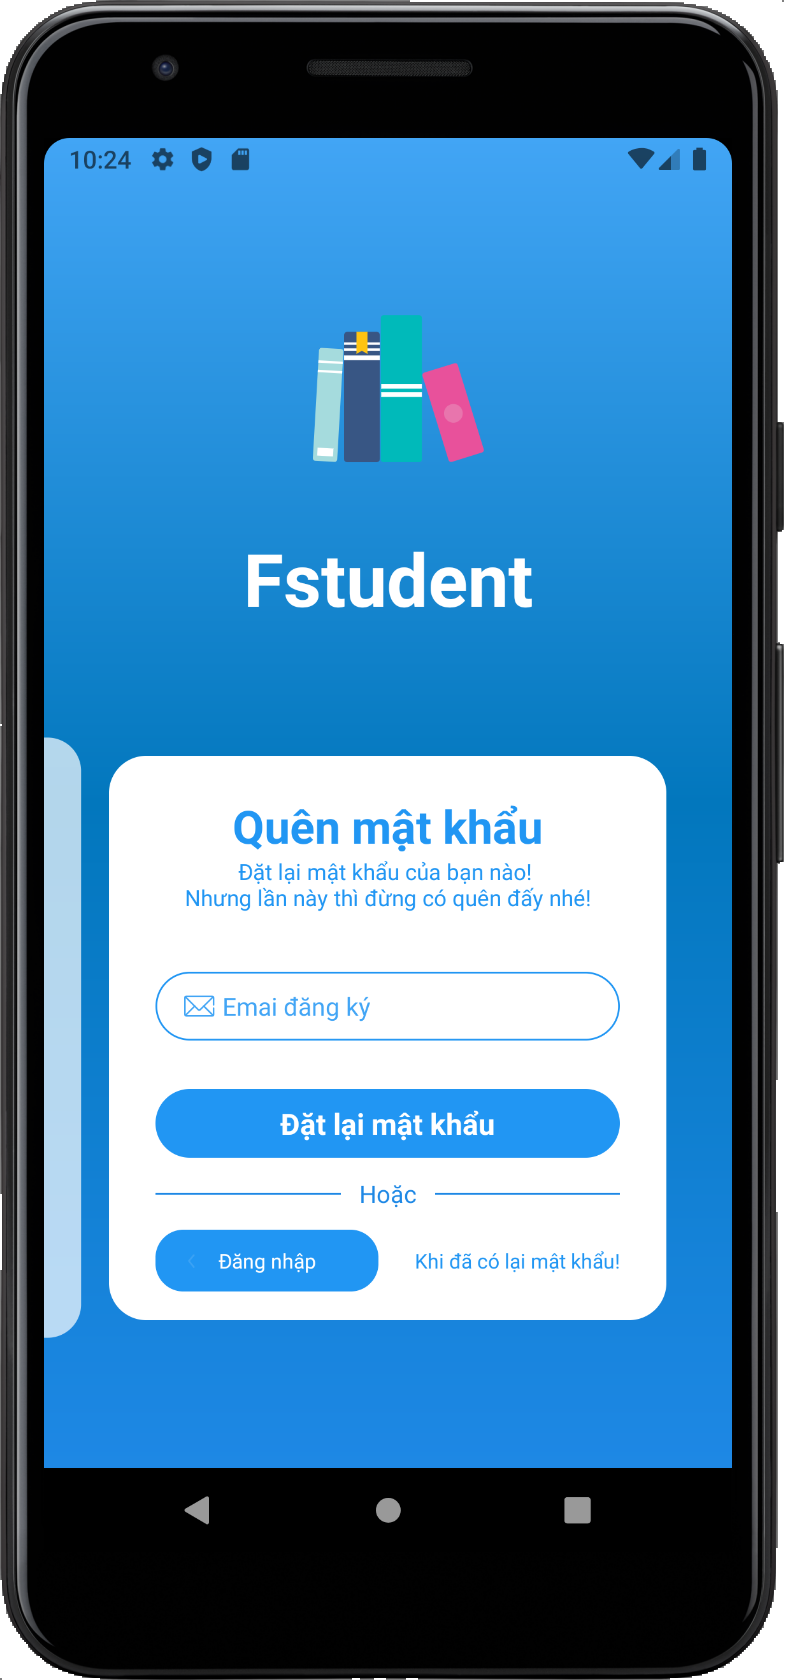 10:24
Fstudent
Quên mật khẩu
Đặt lại mật khẩu của bạn nào!
Nhưng lần này thì đừng có quên đấy nhé!
Emai đăng ký
Đặt lại mật khẩu
Hoặc
Đăng nhập
Khi đã có lại mật khẩu!